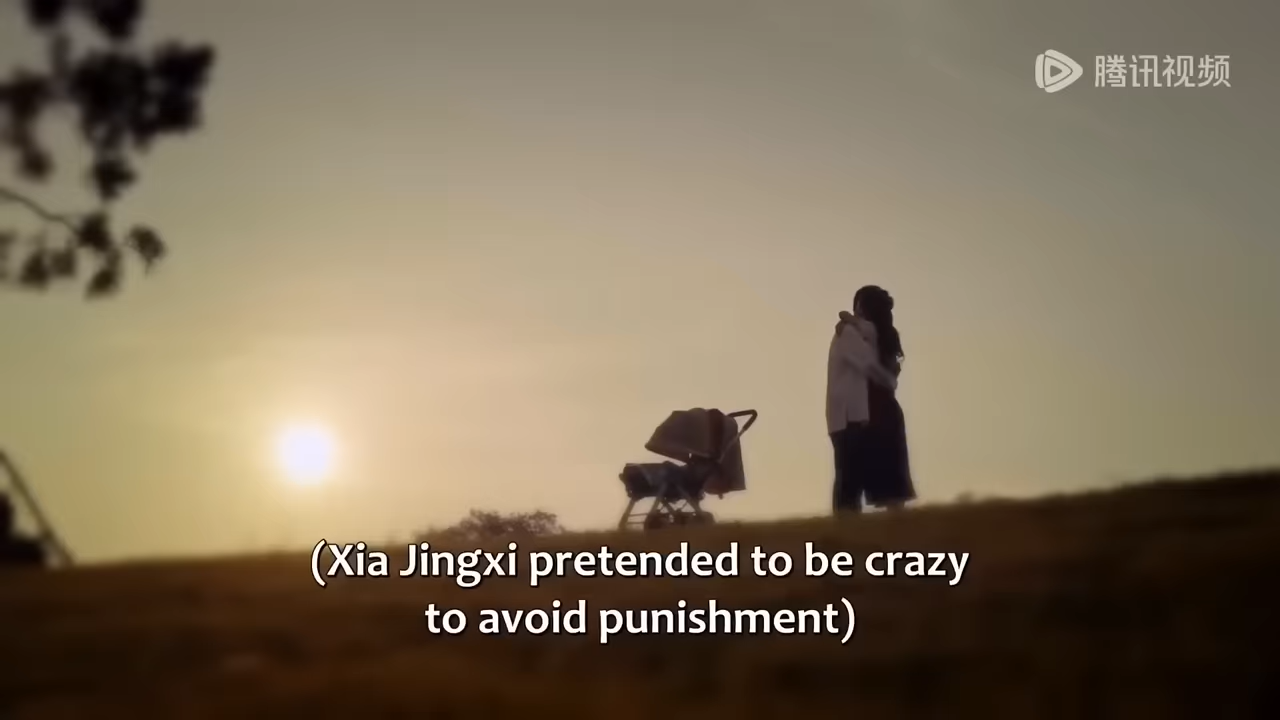 腾讯视频
(Xia Jingxi pretended to be crazy
to avoid punishment)